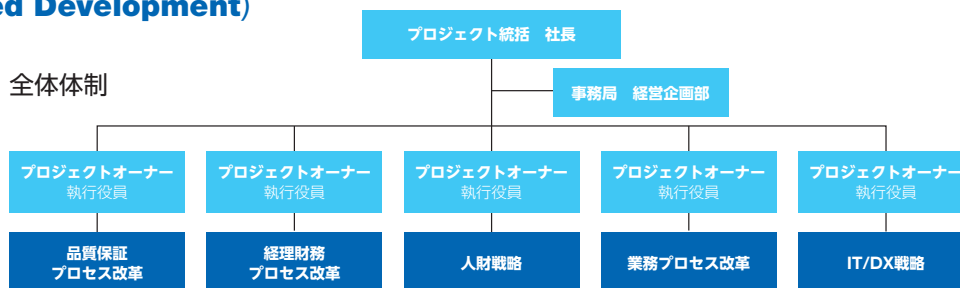 ed Development)
プロジェクト統括　社長
全体体制
事務局　経営企画部
プロジェクトオーナー
執行役員
プロジェクトオーナー
執行役員
プロジェクトオーナー
執行役員
プロジェクトオーナー
執行役員
プロジェクトオーナー
執行役員
品質保証
プロセス改革
経理財務
プロセス改革
人財戦略
業務プロセス改革
IT/DX戦略